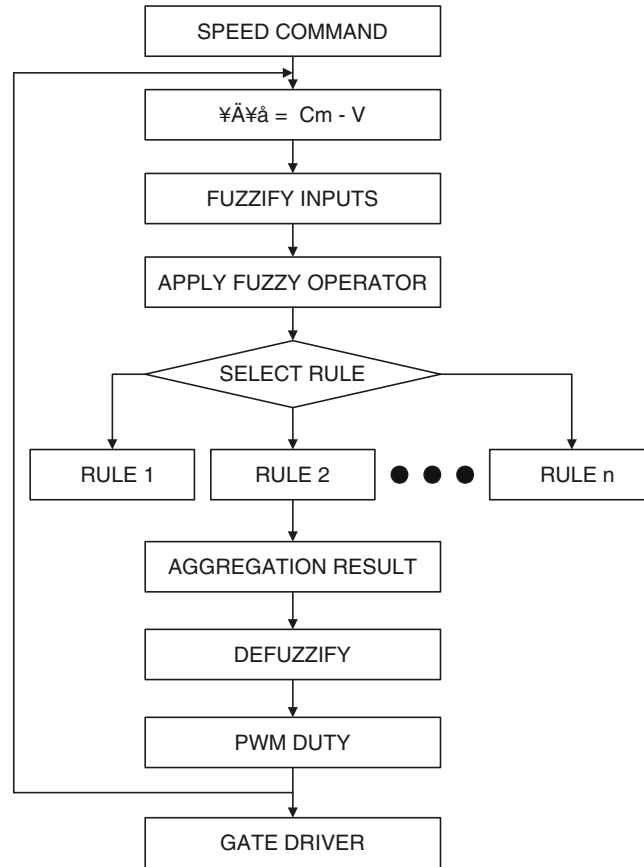 SPEED COMMAND
¥Ä¥å = Cm - V
FUZZIFY INPUTS
APPLY FUZZY OPERATOR
SELECT RULE
RULE 1
RULE 2
RULE n
AGGREGATION RESULT
DEFUZZIFY
PWM DUTY
GATE DRIVER